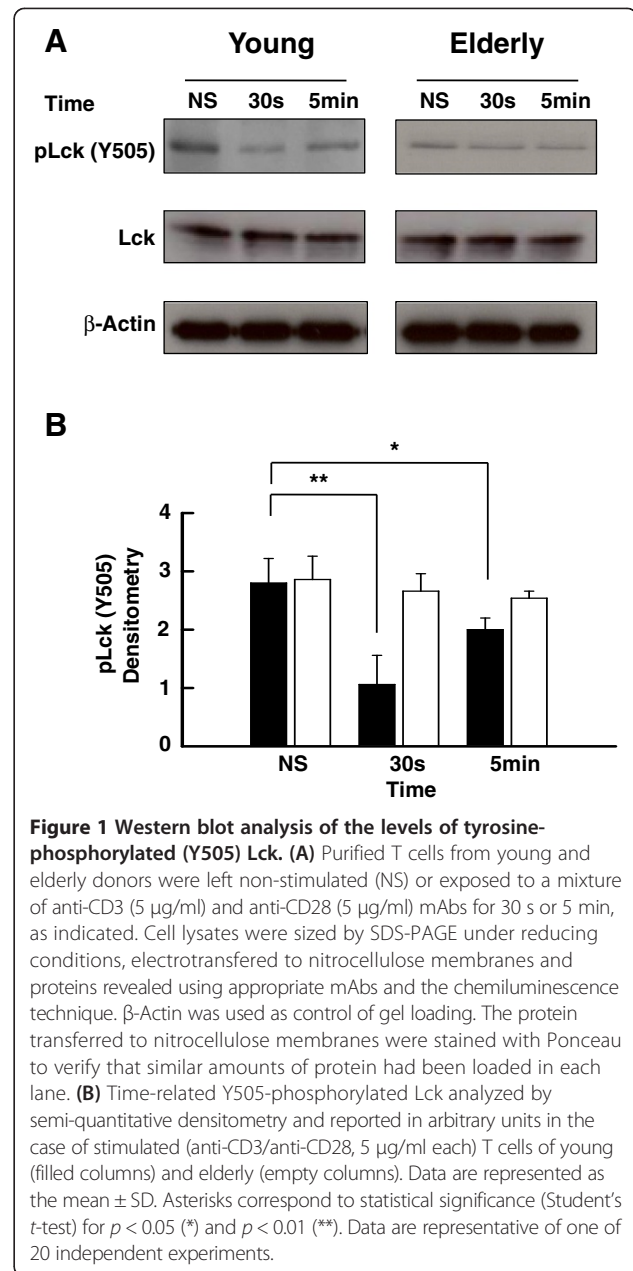 A
Young Elderly
Time NS 30s 5min NS 30s 5min
pLck (Y505)
Lck
β-Actin
B
*
**
4
3
2
1
0
pLck (Y505)
Densitometry
NS 30s 5min
Time
Figure 1 Western blot analysis of the levels of tyrosine-
phosphorylated (Y505) Lck. (A) Purified T cells from young and
elderly donors were left non-stimulated (NS) or exposed to a mixture
of anti-CD3 (5 μg/ml) and anti-CD28 (5 μg/ml) mAbs for 30 s or 5 min,
as indicated. Cell lysates were sized by SDS-PAGE under reducing
conditions, electrotransfered to nitrocellulose membranes and
proteins revealed using appropriate mAbs and the chemiluminescence
technique. β-Actin was used as control of gel loading. The protein
transferred to nitrocellulose membranes were stained with Ponceau
to verify that similar amounts of protein had been loaded in each
lane. (B) Time-related Y505-phosphorylated Lck analyzed by
semi-quantitative densitometry and reported in arbitrary units in the
case of stimulated (anti-CD3/anti-CD28, 5 μg/ml each) T cells of young
(filled columns) and elderly (empty columns). Data are represented as
the mean ± SD. Asterisks correspond to statistical significance (Student's
t-test) for p < 0.05 (*) and p < 0.01 (**). Data are representative of one of
20 independent experiments.